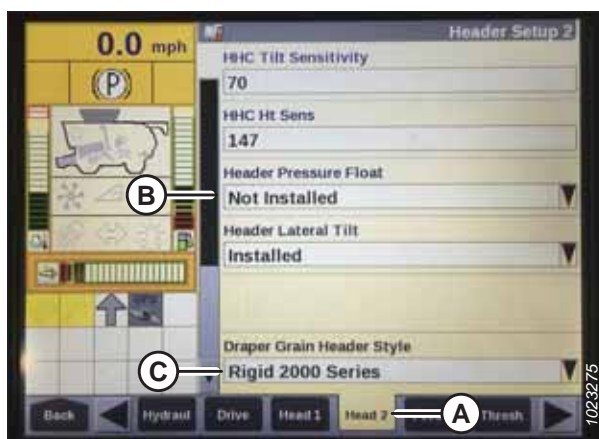 0.0 mph
Header Setup 2
(P)
HHC Tilt Sensitivity
70
HHC Ht Sens
147
Header Pressure Float
B
Not Installed
Header Lateral Tilt
Installed
Draper Grain Header Style
C
Rigid 2000 Series
Back
Hydraul
Drive
Head 1
Head 2
A
Thresh
1023275